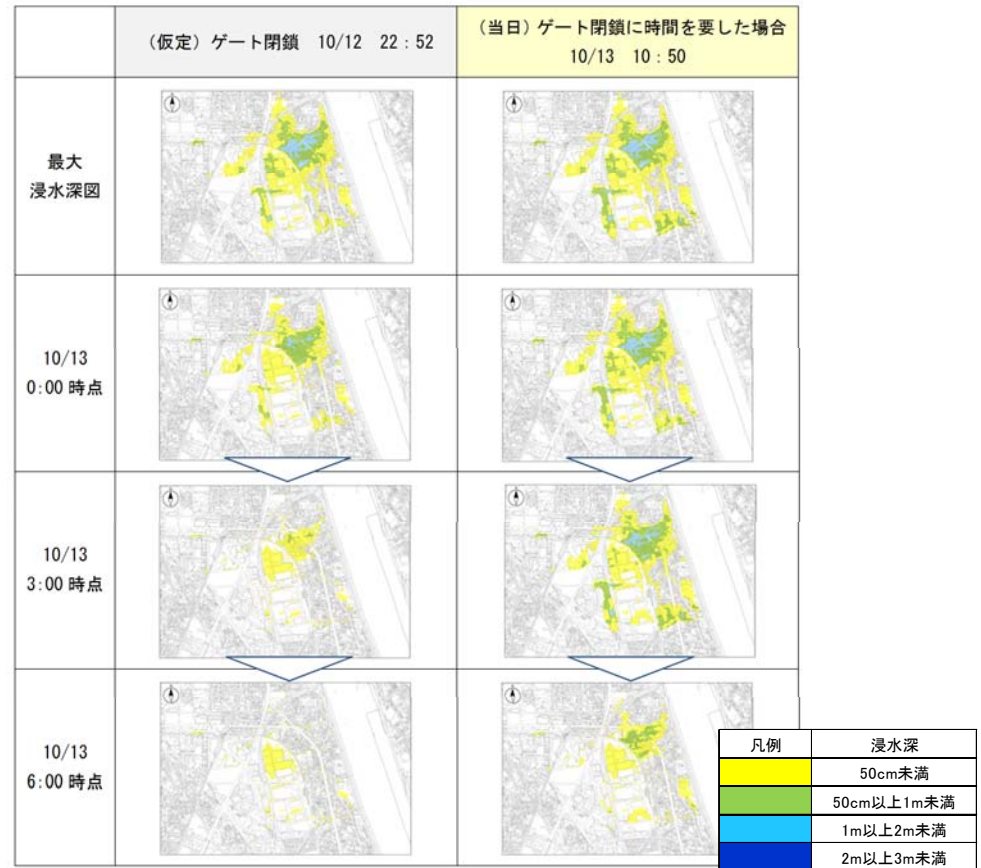 (仮定)ゲート閉鎖 10/12 22:52
(当日)ゲート閉鎖に時間を要した場合
10/13 10:50
最大
浸水深図
10/13
0:00 時点
10/13
3:00 時点
10/13
6:00 時点
凡例 浸水深
50cm未満
50cm以上1m未満
1m以上2m未満
2m以上3m未満